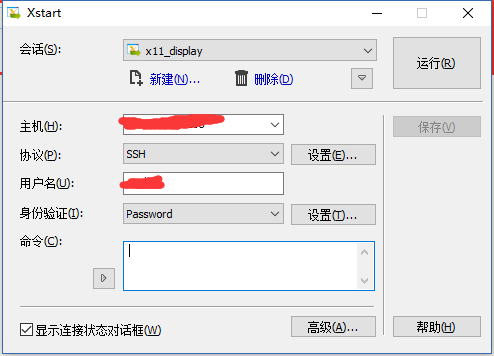 Xstart
会话(S):
x11_display
运行(R)
新建(N)...
删除(D)
主机(H):
保存(V)
协议(P):
SSH
设置(E)...
用户名(U):
身份验证(I):
Password
设置(T)...
命令(C):
显示连接状态对话框(W)
高级(A)...
帮助(H)